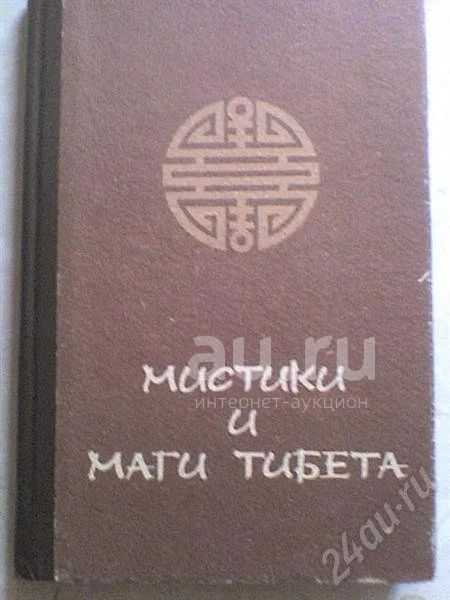 au.ru
интернет-аукцион
МИСТИКИ
И
МАГИ ТИБЕТА
24au.ru